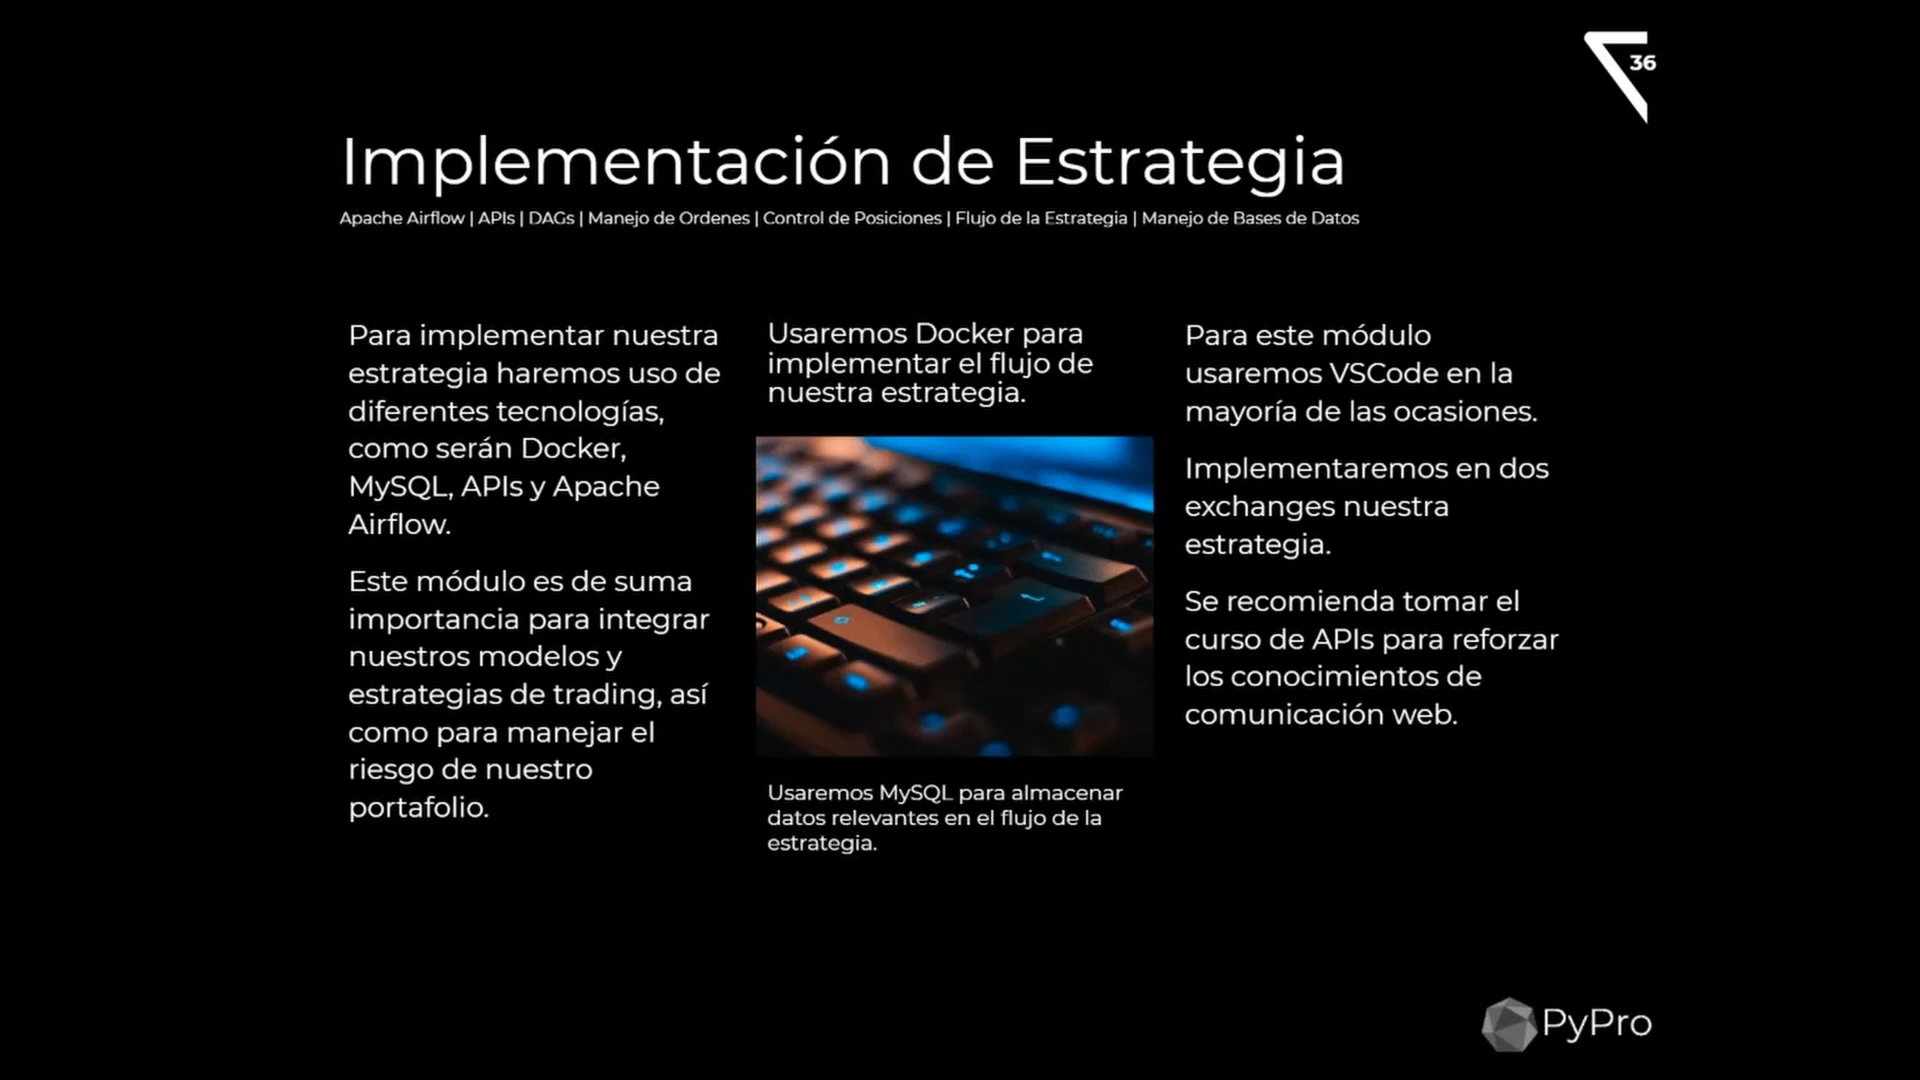 36
Implementación de Estrategia
Apache Airflow | APIs | DAGs | Manejo de Ordenes | Control de Posiciones | Flujo de la Estrategia | Manejo de Bases de Datos
Para implementar nuestra
estrategia haremos uso de
diferentes tecnologías,
como serán Docker,
MySQL, APIs y Apache
Airflow.
Este módulo es de suma
importancia para integrar
nuestros modelos y
estrategias de trading, así
como para manejar el
riesgo de nuestro
portafolio.
Usaremos Docker para
implementar el flujo de
nuestra estrategia.
Usaremos MySQL para almacenar
datos relevantes en el flujo de la
estrategia.
Para este módulo
usaremos VSCode en la
mayoría de las ocasiones.
Implementaremos en dos
exchanges nuestra
estrategia.
Se recomienda tomar el
curso de APIs para reforzar
los conocimientos de
comunicación web.
PyPro